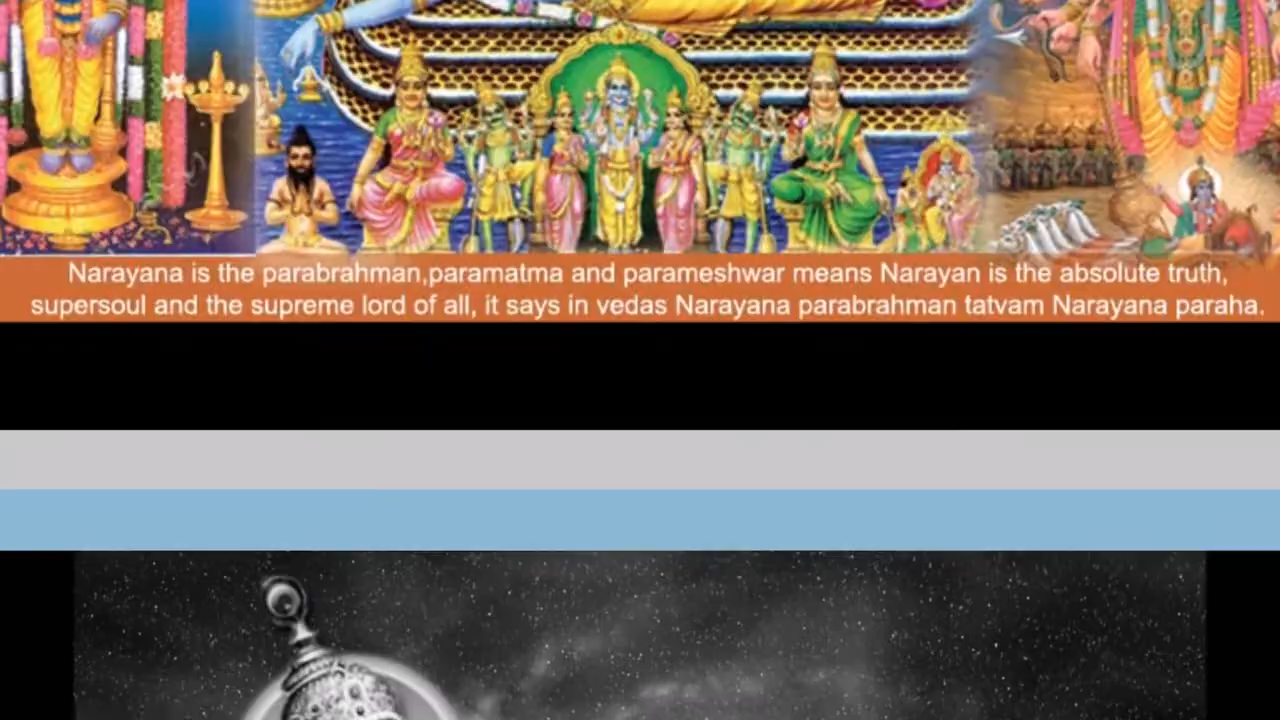 Narayana is the parabrahman,paramatma and parameshwar means Narayan is the absolute truth,
supersoul and the supreme lord of all, it says in vedas Narayana parabrahman tatvam Narayana paraha.